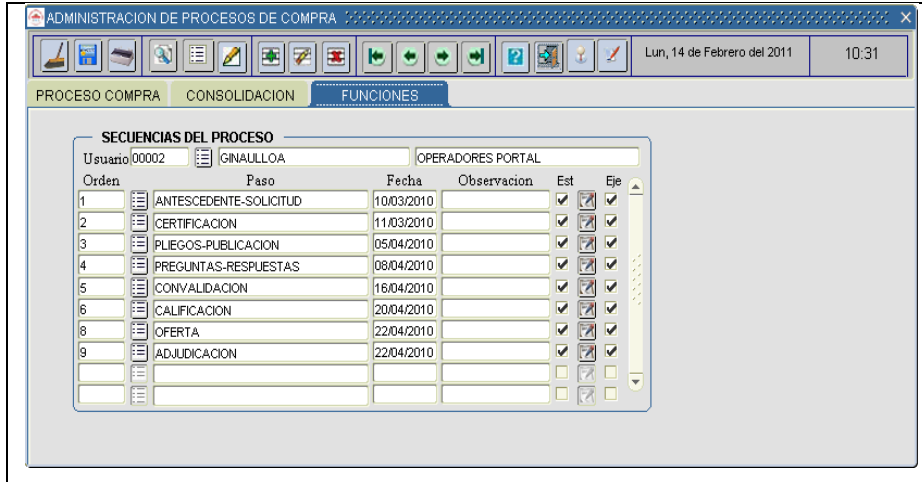 ADMINISTRACION DE PROCESOS DE COMPRA
Lun, 14 de Febrero del 2011 10:31
PROCESO COMPRA CONSOLIDACION FUNCIONES
SECUENCIAS DEL PROCESO
Usuario 00002 GINAULLOA OPERADORES PORTAL
Orden Paso Fecha Observacion Est Eje
1 ANTESCEDENTE-SOLICITUD 10/03/2010
2 CERTIFICACION 11/03/2010
3 PLIEGOS-PUBLICACION 05/04/2010
4 PREGUNTAS-RESPUESTAS 08/04/2010
5 CONVALIDACION 16/04/2010
6 CALIFICACION 20/04/2010
8 OFERTA 22/04/2010
9 ADJUDICACION 22/04/2010